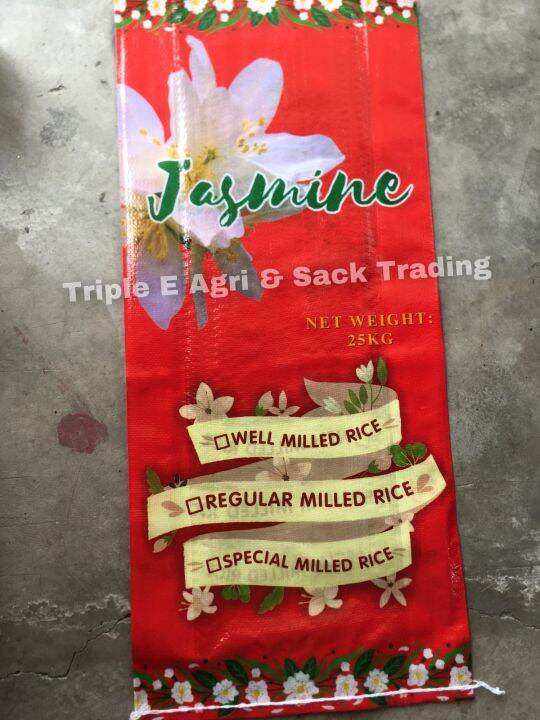 Jasmine
Triple E Agri & Sack Trading
NET WEIGHT:
25KG
☐WELL MILLED RICE
☐REGULAR MILLED RICE
☐SPECIAL MILLED RICE